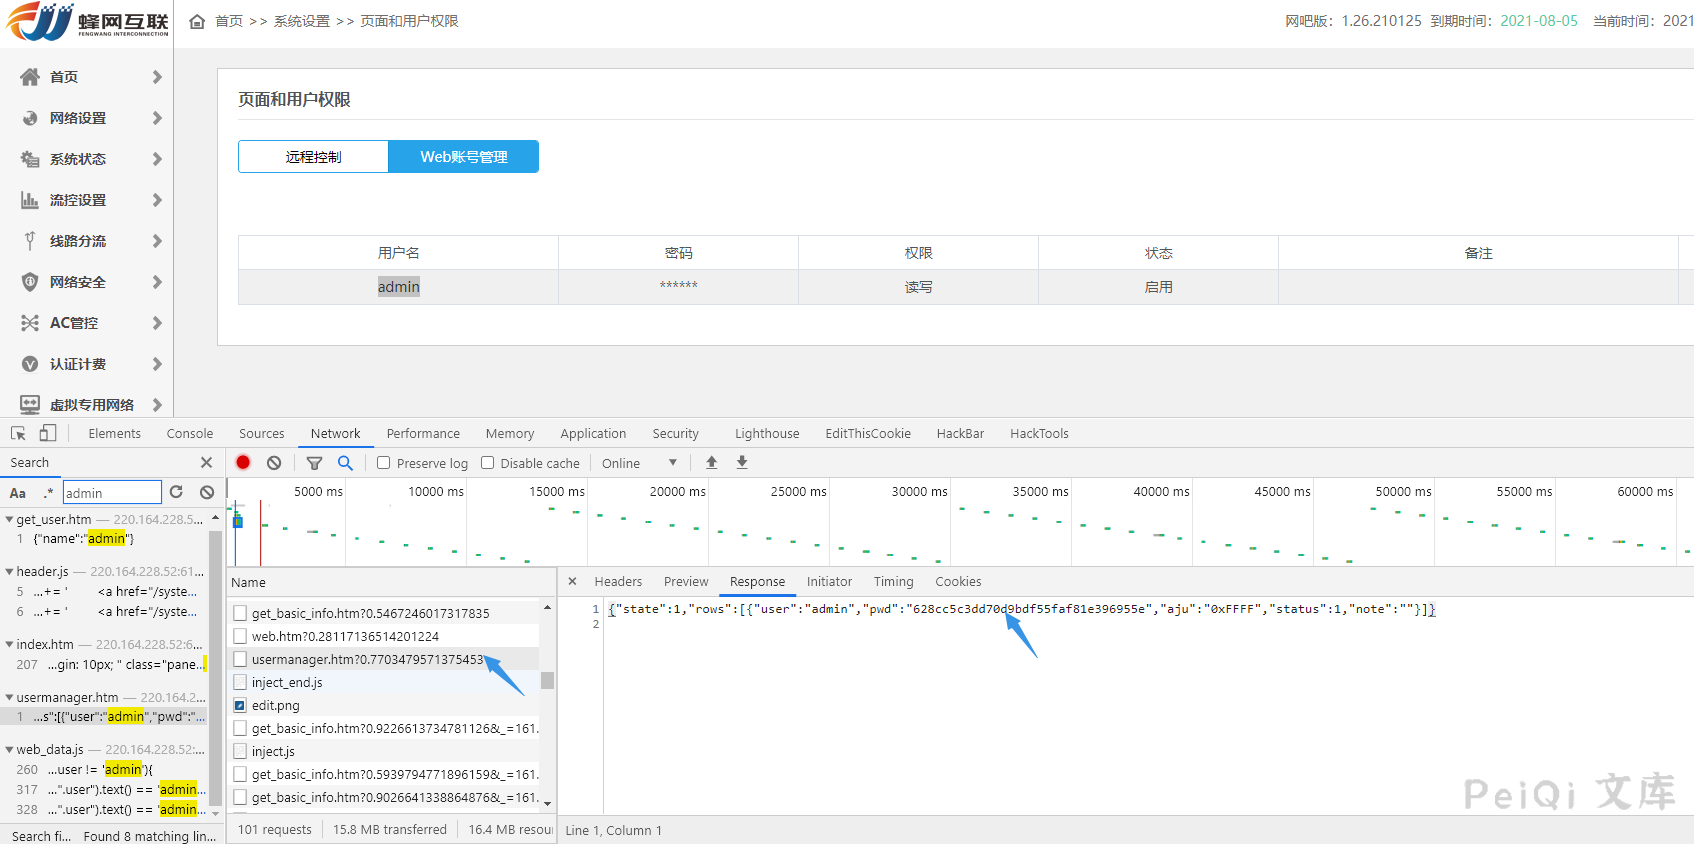 蜂网互联
FENGWANG INTERCONNECTION
首页 >> 系统设置 >> 页面和用户权限
网吧版：1.26.210125 到期时间：2021-08-05 当前时间：2021
首页
网络设置
系统状态
流控设置
线路分流
网络安全
AC管控
认证计费
虚拟专用网络
页面和用户权限
远程控制 Web账号管理
用户名 密码 权限 状态 备注
admin ****** 读写 启用
Elements Console Sources Network Performance Memory Application Security Lighthouse EditThisCookie HackBar HackTools
Search
Preserve log Disable cache Online
Aa .* admin
5000 ms 10000 ms 15000 ms 20000 ms 25000 ms 30000 ms 35000 ms 40000 ms 45000 ms 50000 ms 55000 ms 60000 ms
get_user.htm — 220.164.228.5...
1 {"name":"admin"}
header.js — 220.164.228.52:61...
5 ...+= ' <a href="/syste...
6 ...+= ' <a href="/syste...
index.htm — 220.164.228.52:6...
207 ...gin: 10px; " class="pane...
usermanager.htm — 220.164.2...
1 ...s":[{"user":"admin","pwd":"...
web_data.js — 220.164.228.52:...
260 ...user != 'admin'){
317 ...".user").text() == 'admin...
328 ...".user").text() == 'admin...
Search fi... Found 8 matching lin...
Name
get_basic_info.htm?0.5467246017317835
web.htm?0.28117136514201224
usermanager.htm?0.7703479571375453
inject_end.js
edit.png
get_basic_info.htm?0.9226613734781126&_=161...
inject.js
get_basic_info.htm?0.5939794771896159&_=161...
get_basic_info.htm?0.9026641338864876&_=161...
101 requests 15.8 MB transferred 16.4 MB resou
Headers Preview Response Initiator Timing Cookies
1 {"state":1,"rows":[{"user":"admin","pwd":"628cc5c3dd70d9bdf55faf81e396955e","aju":"0xFFFF","status":1,"note":""}]}
2
Line 1, Column 1
PeiQi 文库